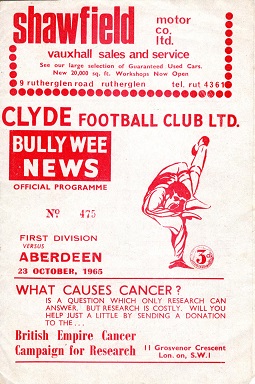 shawfield
motor
co.
ltd.
vauxhall sales and service
See our large selection of Guaranteed Used Cars.
New 20,000 sq. ft. Workshops Now Open
9 rutherglen road rutherglen
tel. rut 4361
CLYDE FOOTBALL CLUB LTD.
BULLY WEE
NEWS
OFFICIAL PROGRAMME
No 475
FIRST DIVISION
VERSUS
ABERDEEN
23 OCTOBER, 1965
3D
WHAT CAUSES CANCER?
IS A QUESTION WHICH ONLY RESEARCH CAN
ANSWER. BUT RESEARCH IS COSTLY. WILL YOU
HELP JUST A LITTLE BY SENDING A DONATION
TO THE...
British Empire Cancer
Campaign for Research
11 Grosvenor Crescent
Lon.on, S.W.1